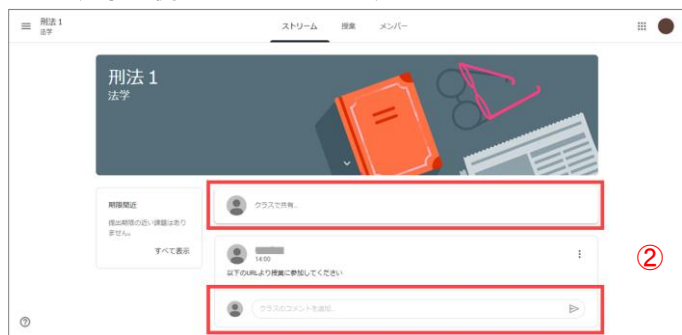 刑法 1
法学
ストリーム 授業 メンバー
刑法 1
法学
期限間近
提出期限の近い課題はあり
ません。
すべて表示
クラスで共有...
14:00
以下のURLより授業に参加してください
クラスのコメントを追加...
②